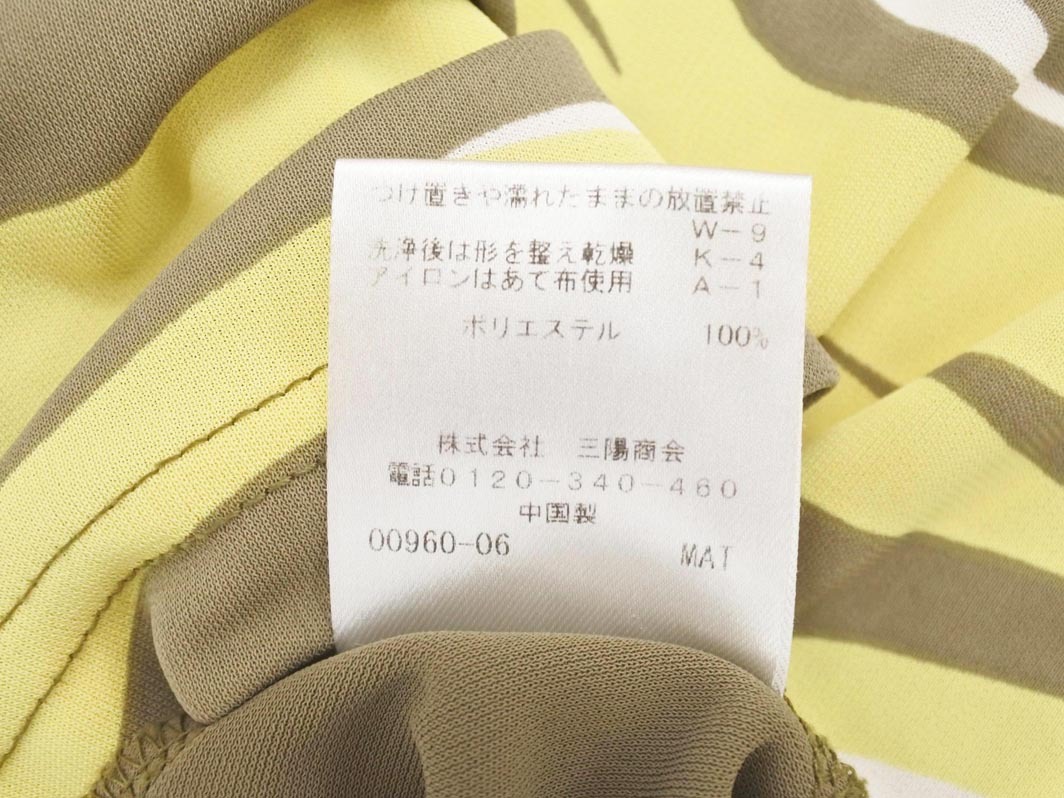 つけ置きや濡れたままの放置禁止
W－9
洗浄後は形を整え乾燥 K－4
アイロンはあて布使用 A－1
ポリエステル 100%
株式会社 三陽商会
電話0120－340－460
中国製
00960-06 MAT